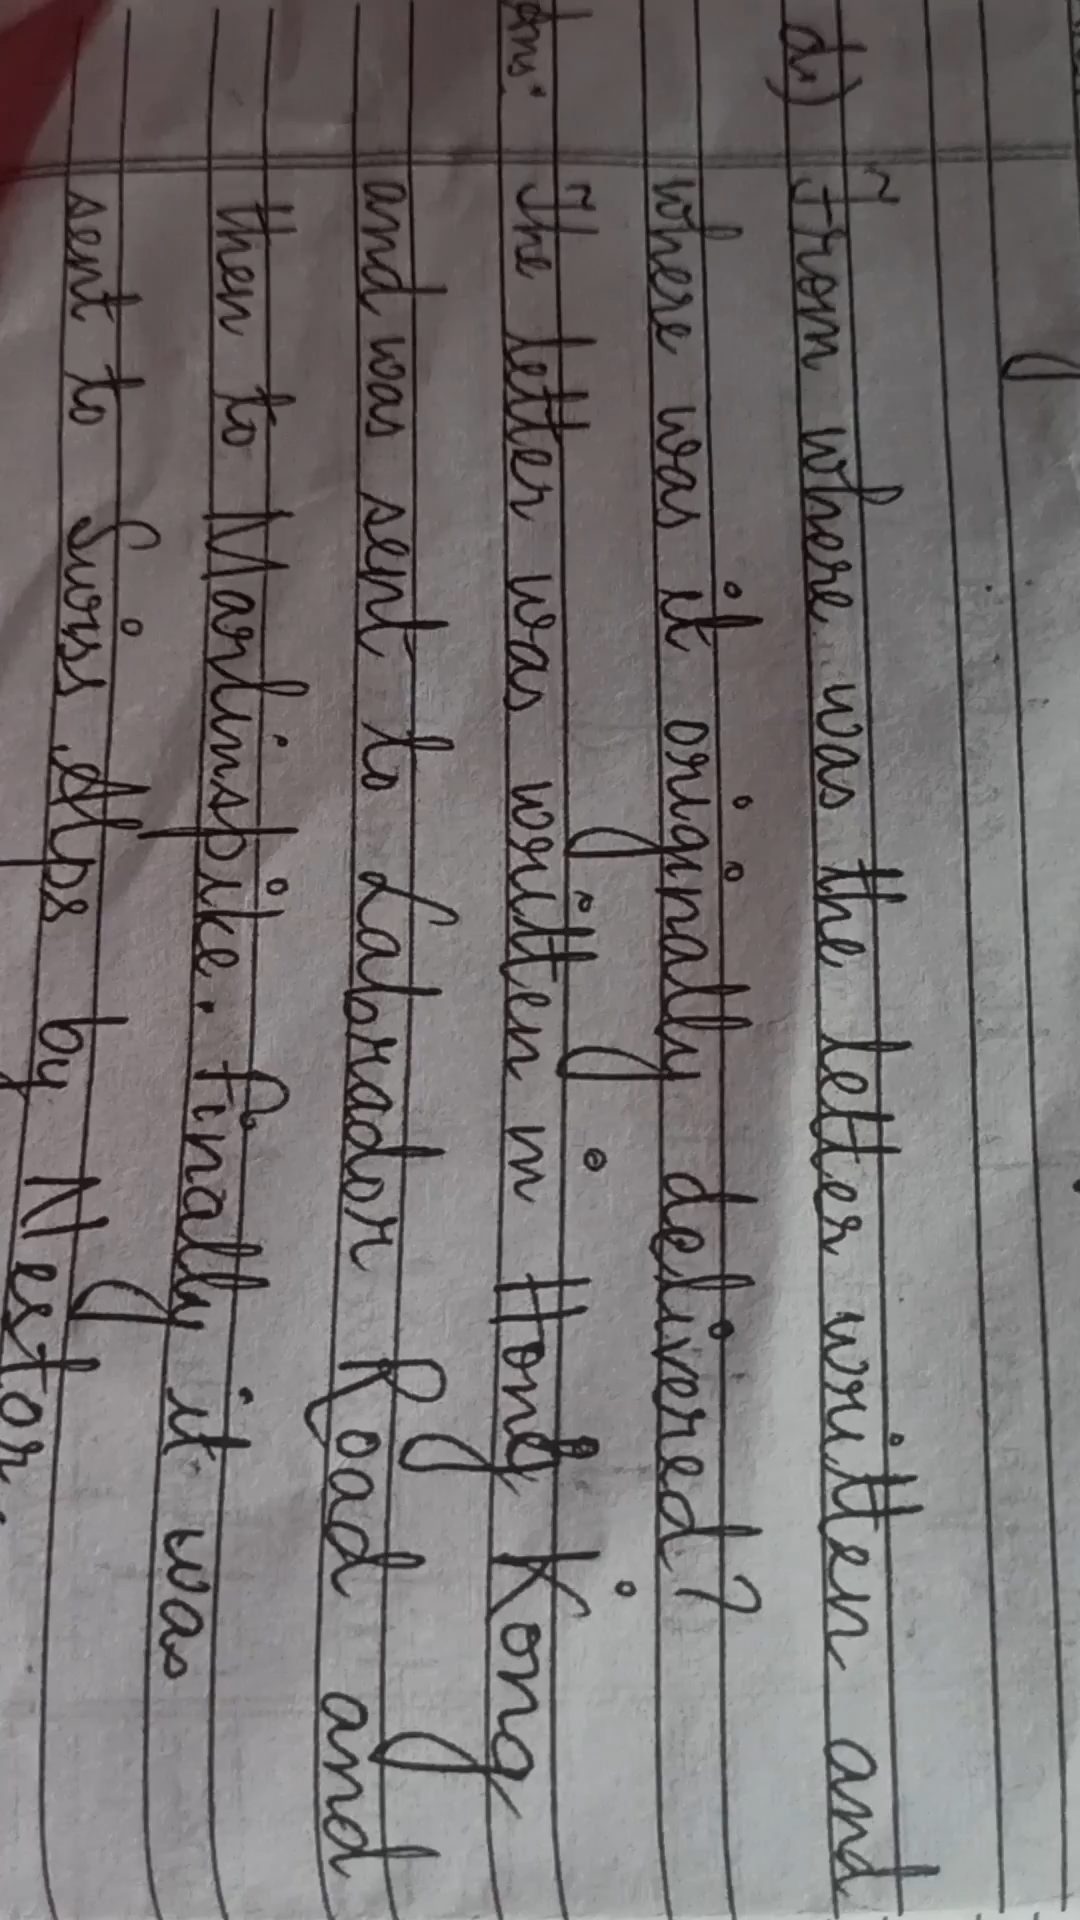 d.) From where was the letter written and
where was it originally delivered?
Ans: The letter was written in Hong Kong
and was sent to Labrador Road and
then to Marlinspike. Finally it was
sent to Swiss Alps by Nestor.